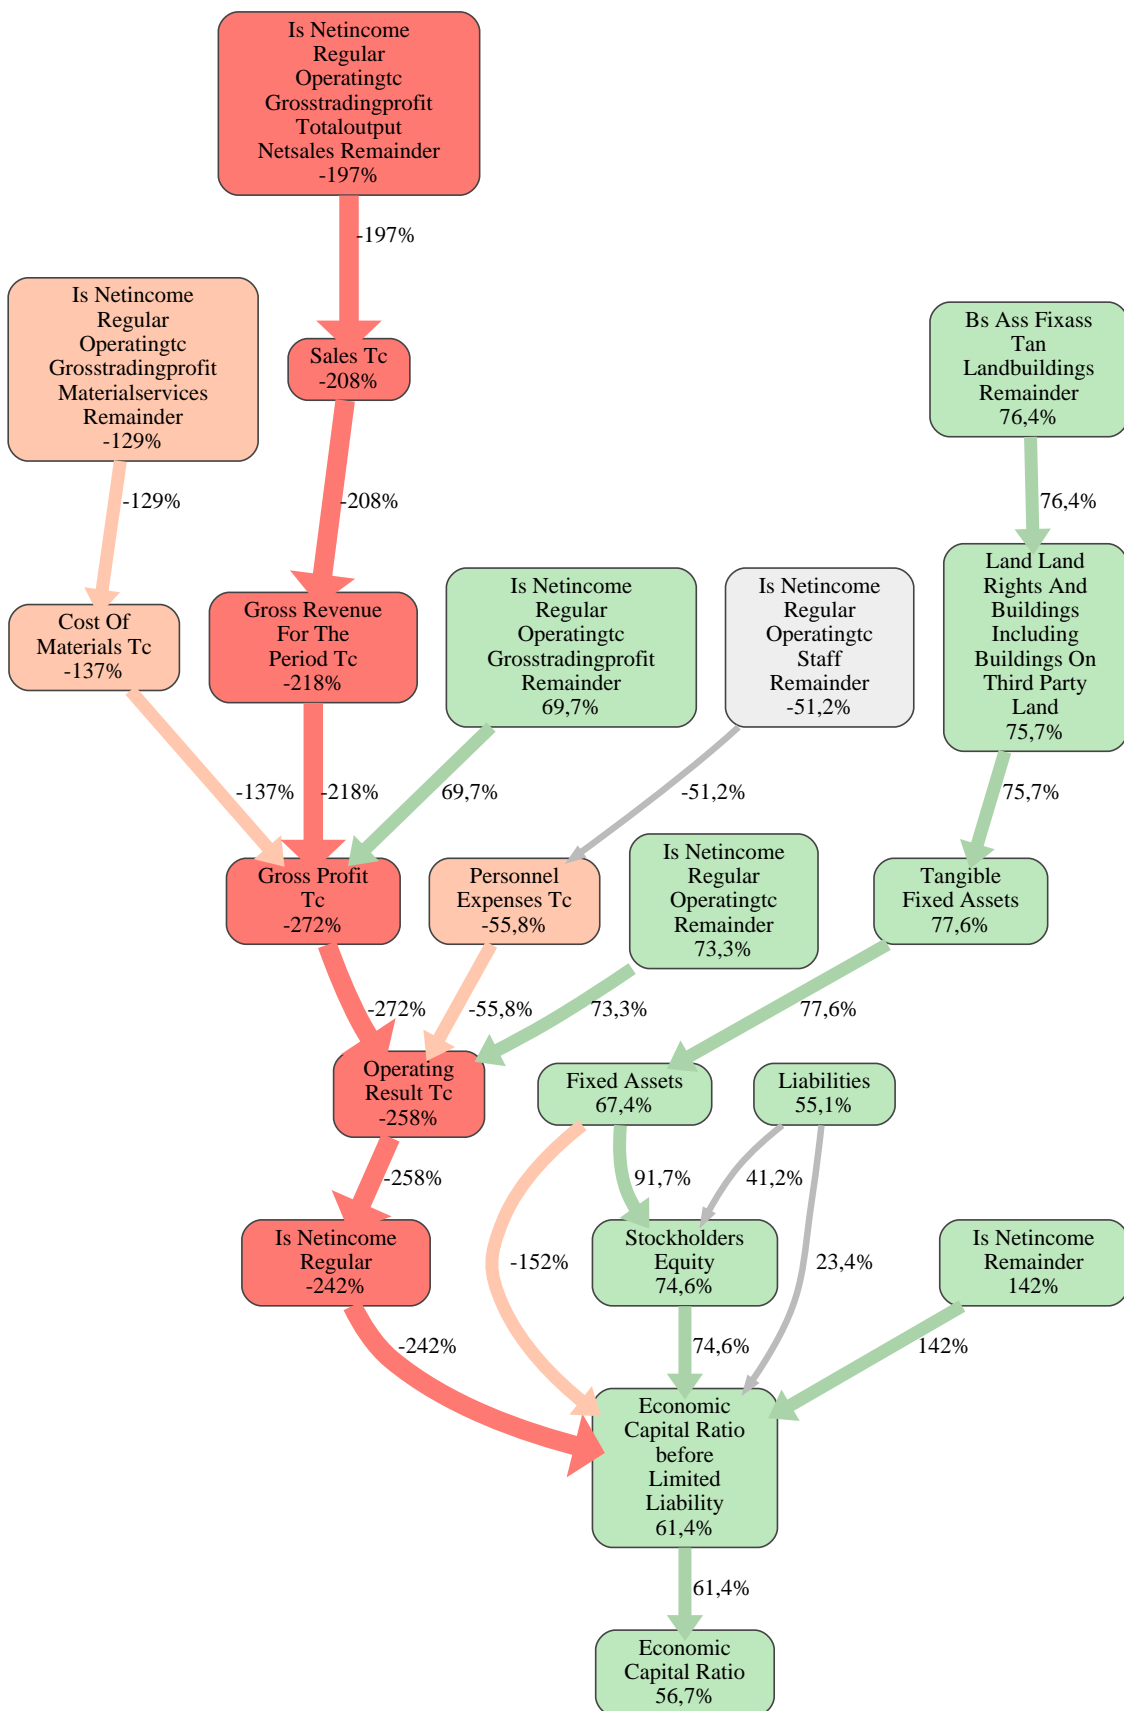 Is Netincome
Regular
Operatingtc
Grosstradingprofit
Totaloutput
Netsales Remainder
-197%
-197%
Is Netincome
Regular
Operatingtc
Grosstradingprofit
Materialservices
Remainder
-129%
Sales Tc
-208%
Bs Ass Fixass
Tan
Landbuildings
Remainder
76,4%
-129%
-208%
76,4%
Cost Of
Materials Tc
-137%
Gross Revenue
For The
Period Tc
-218%
Is Netincome
Regular
Operatingtc
Grosstradingprofit
Remainder
69,7%
Is Netincome
Regular
Operatingtc
Staff
Remainder
-51,2%
Land Land
Rights And
Buildings
Including
Buildings On
Third Party
Land
75,7%
-137%
-218%
69,7%
-51,2%
75,7%
Gross Profit
Tc
-272%
Personnel
Expenses Tc
-55,8%
Is Netincome
Regular
Operatingtc
Remainder
73,3%
Tangible
Fixed Assets
77,6%
-272%
-55,8%
73,3%
77,6%
Operating
Result Tc
-258%
Fixed Assets
67,4%
Liabilities
55,1%
-258%
91,7%
41,2%
Is Netincome
Regular
-242%
-152%
Stockholders
Equity
74,6%
23,4%
Is Netincome
Remainder
142%
-242%
74,6%
142%
Economic
Capital Ratio
before
Limited
Liability
61,4%
61,4%
Economic
Capital Ratio
56,7%